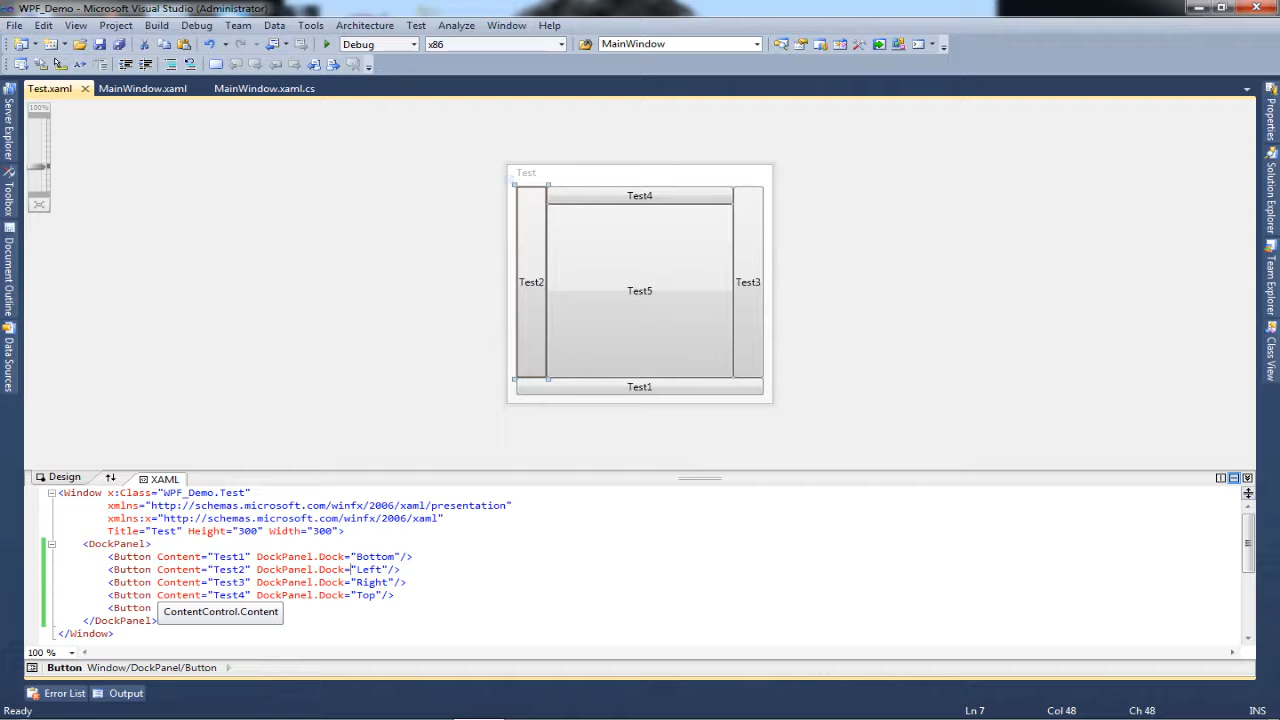 WPF_Demo - Microsoft Visual Studio (Administrator)
File Edit View Project Build Debug Team Data Tools Architecture Test Analyze Window Help
Debug x86 MainWindow
Test.xaml MainWindow.xaml MainWindow.xaml.cs
Server Explorer
Toolbox
Document Outline
Data Sources
100%
Test
Test4
Test2
Test5
Test3
Test1
Properties
Solution Explorer
Team Explorer
Class View
Design XAML
<Window x:Class="WPF_Demo.Test"
xmlns="http://schemas.microsoft.com/winfx/2006/xaml/presentation"
xmlns:x="http://schemas.microsoft.com/winfx/2006/xaml"
Title="Test" Height="300" Width="300">
<DockPanel>
<Button Content="Test1" DockPanel.Dock="Bottom"/>
<Button Content="Test2" DockPanel.Dock="Left"/>
<Button Content="Test3" DockPanel.Dock="Right"/>
<Button Content="Test4" DockPanel.Dock="Top"/>
<Button
ContentControl.Content
</DockPanel>
</Window>
100 %
Button Window/DockPanel/Button
Error List Output
Ready Ln 7 Col 48 Ch 48 INS